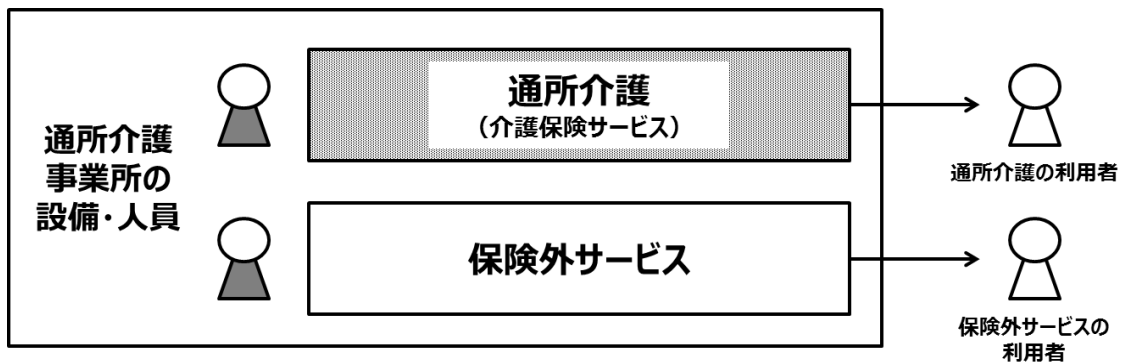 通所介護
事業所の
設備・人員
通所介護
（介護保険サービス）
通所介護の利用者
保険外サービス
保険外サービスの
利用者